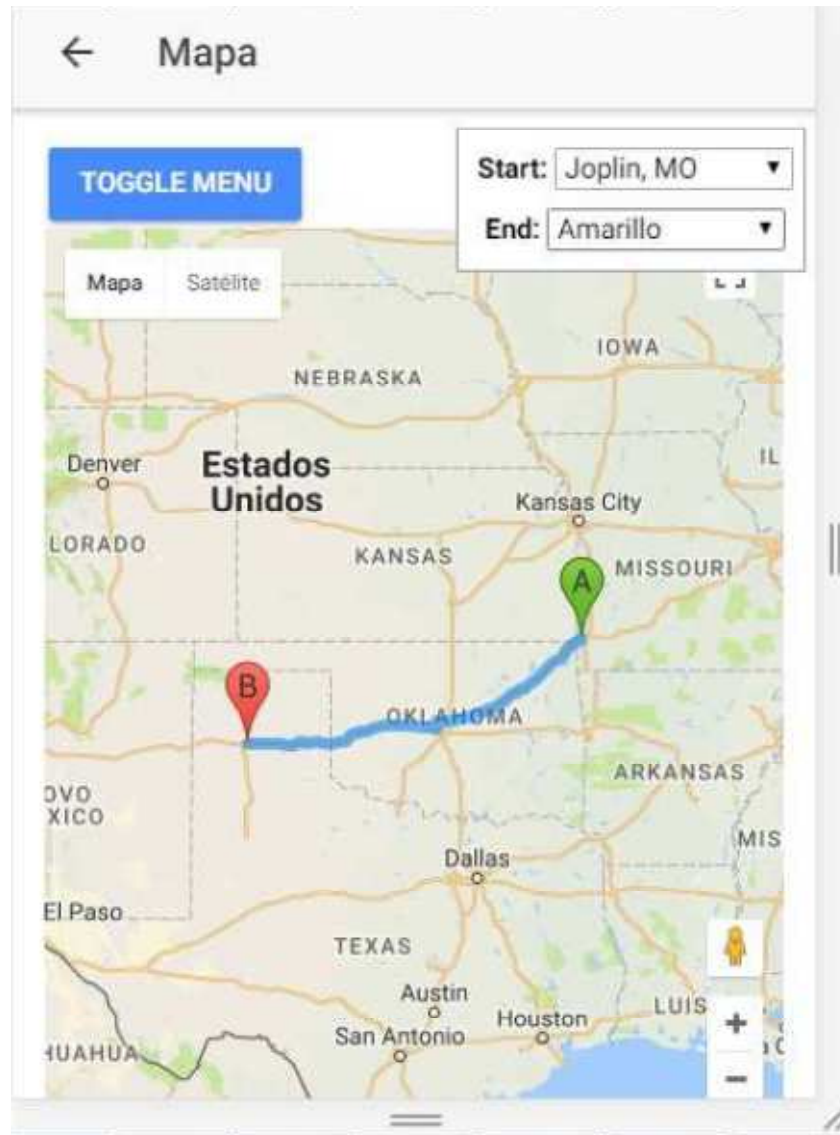 ← Mapa
TOGGLE MENU
Start: Joplin, MO
End: Amarillo
Mapa Satélite
IOWA
NEBRASKA
Denver
Estados
Unidos
IL
Kansas City
LORADO
KANSAS
MISSOURI
A
B
OKLAHOMA
ARKANSAS
OVO
XICO
MIS
Dallas
El Paso
TEXAS
Austin
Houston
LUIS
San Antonio
HUAHUA
+
−